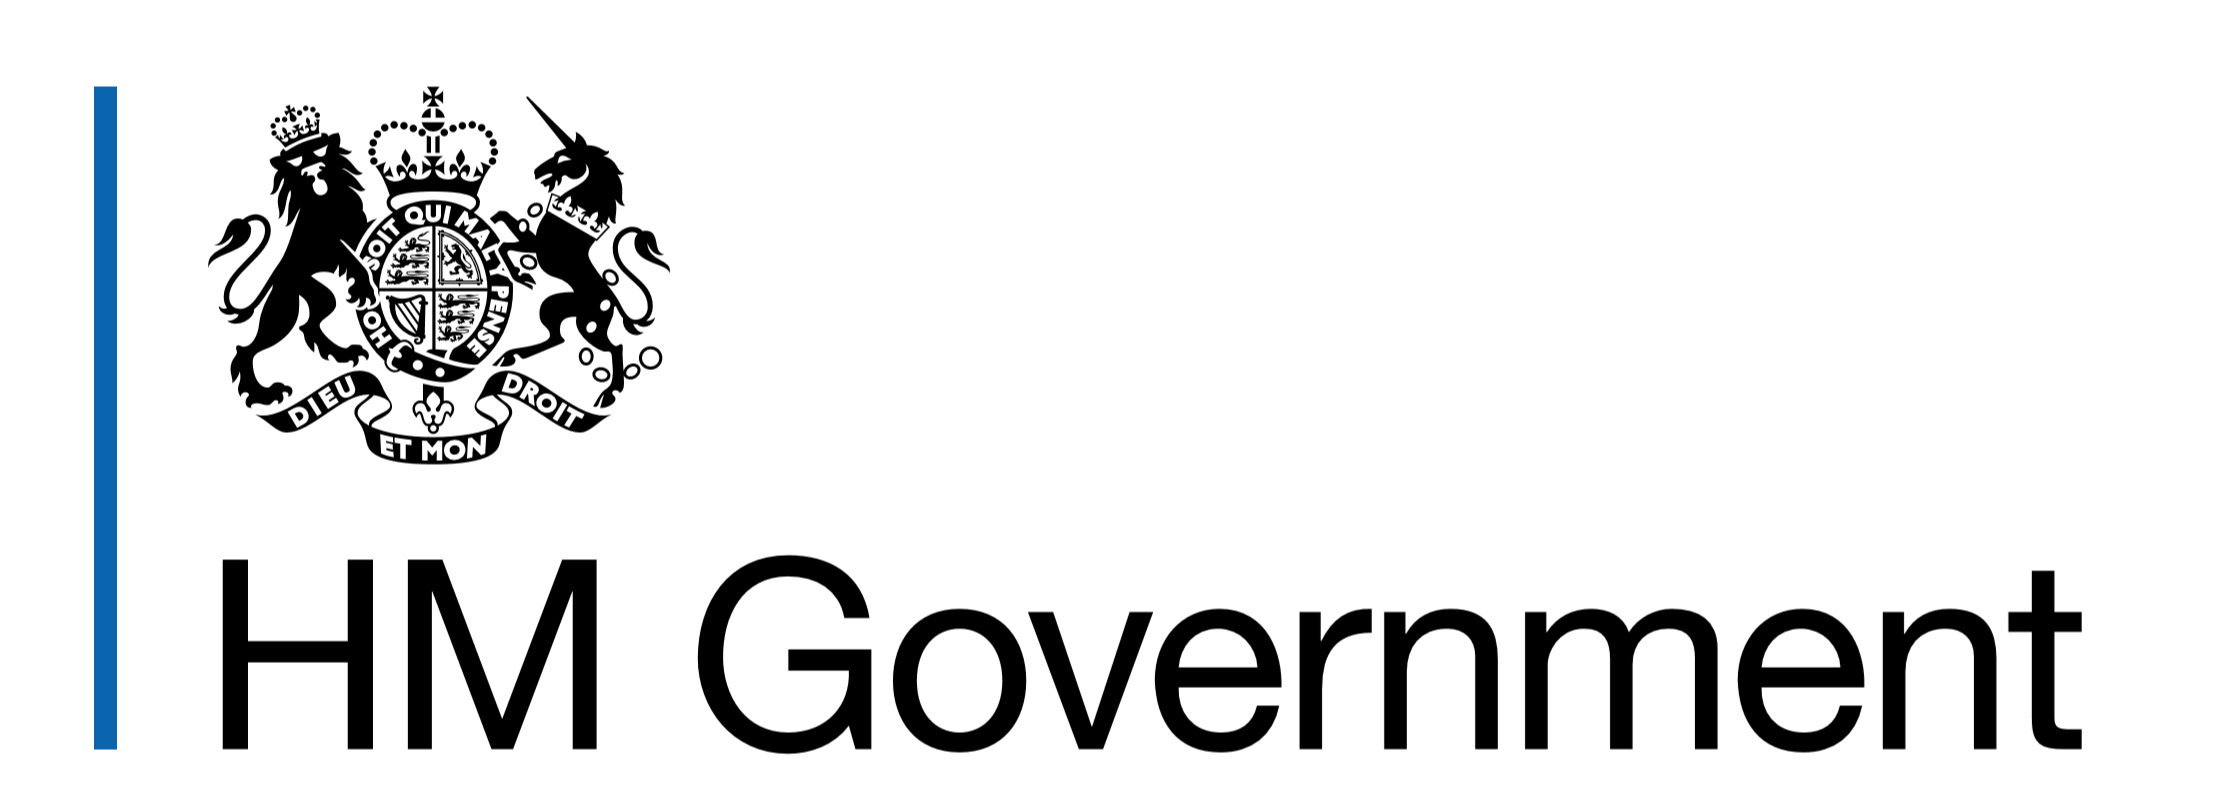 HONI SOIT QUI MAL Y PENSE
DIEU ET MON DROIT
HM Government